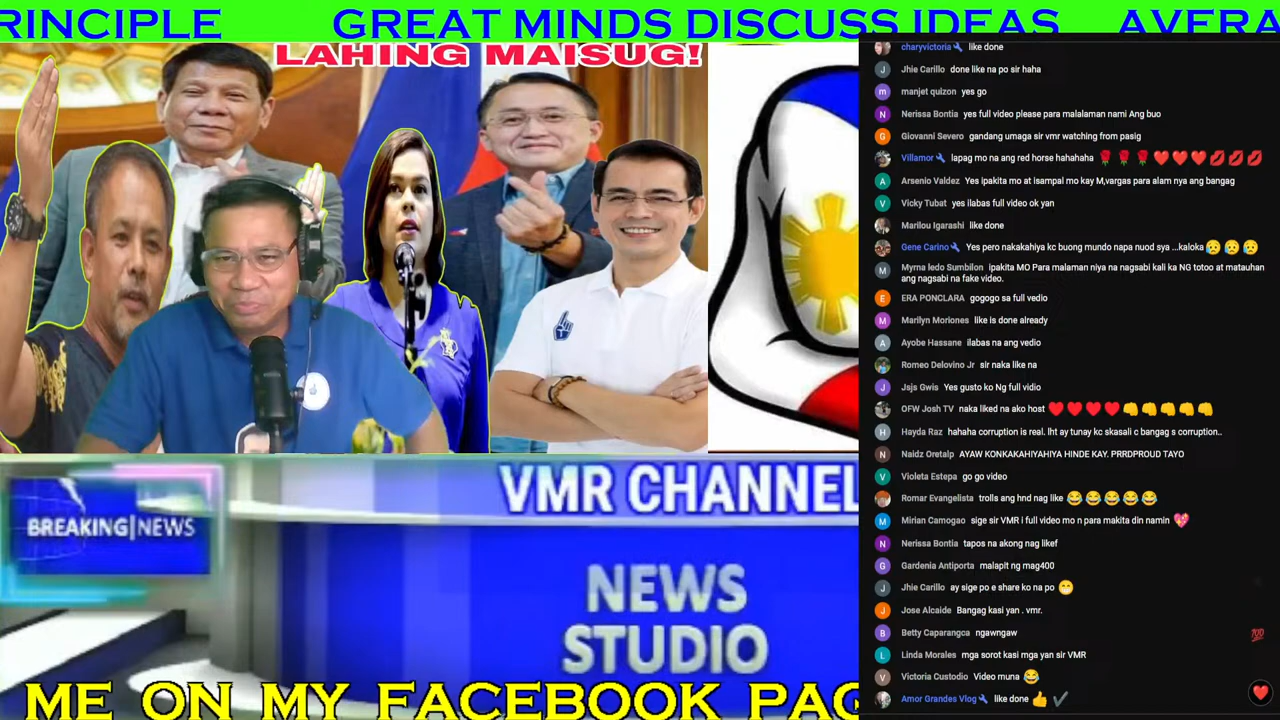 RINCIPLE GREAT MINDS DISCUSS IDEAS AVERA
LAHING MAISUG!
BREAKING|NEWS
VMR CHANNEL
NEWS
STUDIO
ME ON MY FACEBOOK PAG
charyvictoria like done
J Jhie Carillo done like na po sir haha
m manjet quizon yes go
N Nerissa Bontia yes full video please para malalaman nami Ang buo
G Giovanni Severo gandang umaga sir vmr watching from pasig
Villamor lapag mo na ang red horse hahahaha 🌹🌹🌹❤️❤️❤️💋💋💋
A Arsenio Valdez Yes ipakita mo at isampal mo kay M,vargas para alam nya ang bangag
V Vicky Tubat yes ilabas full video ok yan
Marilou Igarashi like done
Gene Carino Yes pero nakakahiya kc buong mundo napa nuod sya ...kaloka 😥😥😥
M Myrna ledo Sumbilon ipakita MO Para malaman niya na nagsabi kali ka NG totoo at matauhan
ang nagsabi na fake video.
E ERA PONCLARA gogogo sa full vedio
M Marilyn Moriones like is done already
A Ayobe Hassane ilabas na ang vedio
Romeo Delovino Jr sir naka like na
J Jsjs Gwis Yes gusto ko Ng full vidio
OFW Josh TV naka liked na ako host ❤️❤️❤️❤️👊👊👊👊👊
H Hayda Raz hahaha corruption is real. Iht ay tunay kc skasali c bangag s corruption..
N Naidz Oretalp AYAW KONKAKAHIYAHIYA HINDE KAY. PRRDPROUD TAYO
V Violeta Estepa go go video
Romar Evangelista trolls ang hnd nag like 😂😂😂😂😂
M Mirian Camogao sige sir VMR i full video mo n para makita din namin 💖
N Nerissa Bontia tapos na akong nag likef
G Gardenia Antiporta malapit ng mag400
J Jhie Carillo ay sige po e share ko na po 😁
J Jose Alcaide Bangag kasi yan . vmr.
B Betty Caparangca ngawngaw
💯
L Linda Morales mga sorot kasi mga yan sir VMR
V Victoria Custodio Video muna 😂
Amor Grandes Vlog like done 👍 ✔️